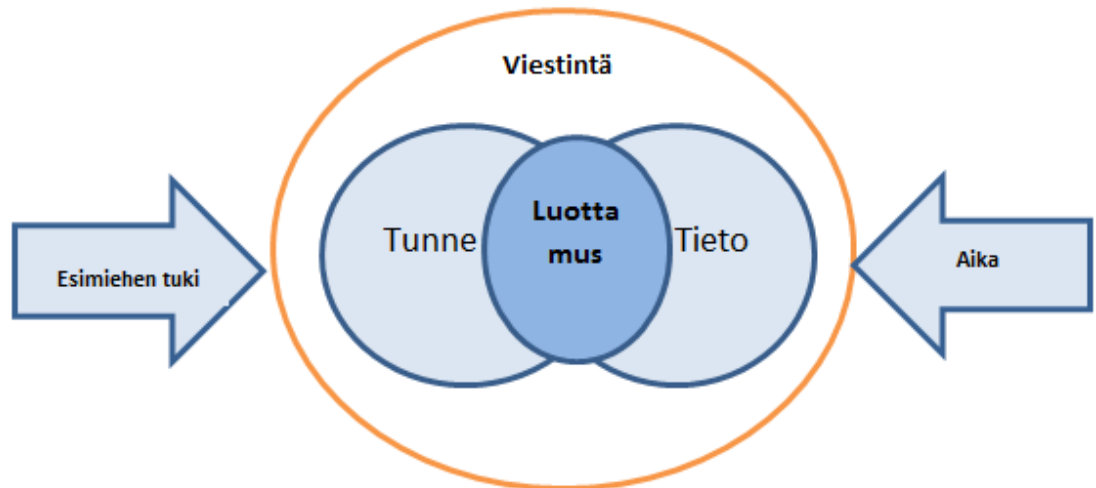 Viestintä
Esimiehen tuki
Tunne
Luotta
mus
Tieto
Aika